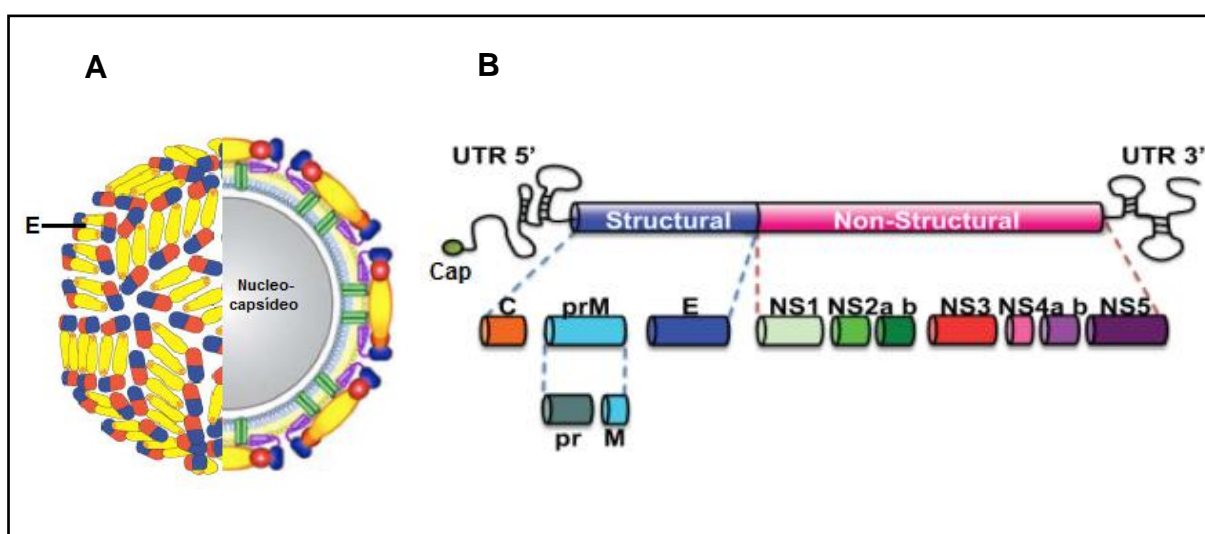 A
B
E
Nucleo-
capsídeo
UTR 5'
UTR 3'
Structural Non-Structural
Cap
C prM E NS1 NS2a b NS3 NS4a b NS5
pr M